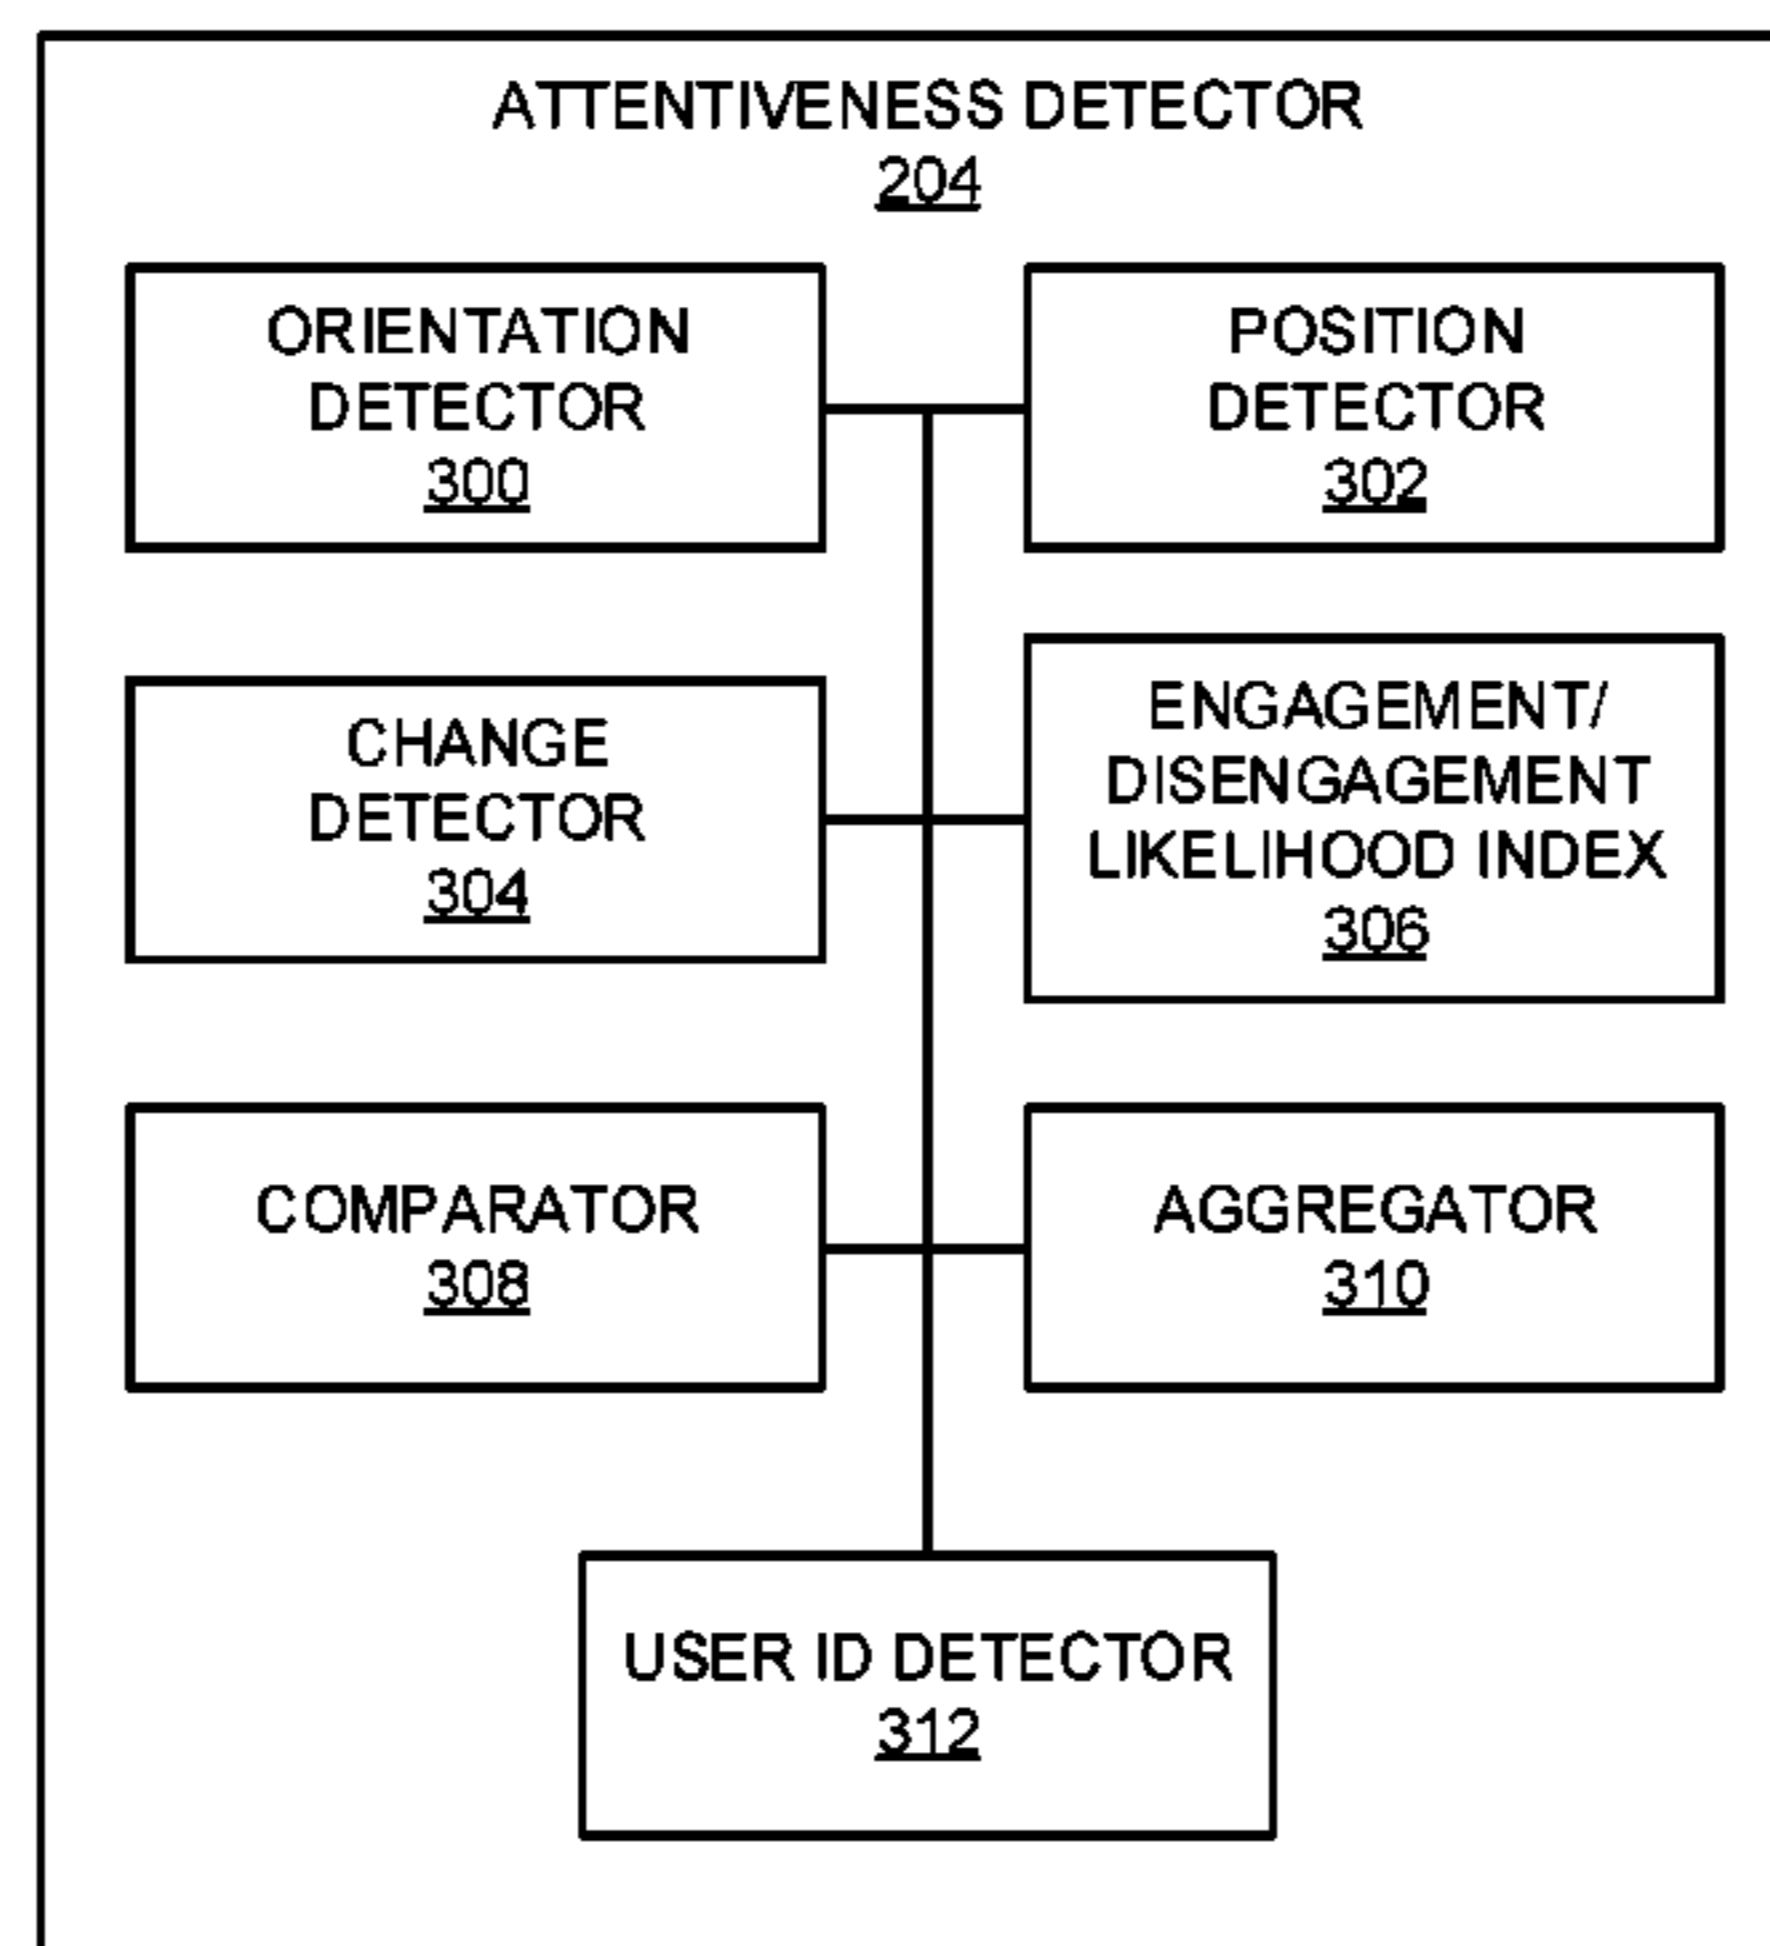 ATTENTIVENESS DETECTOR
204
ORIENTATION
DETECTOR
300
POSITION
DETECTOR
302
CHANGE
DETECTOR
304
ENGAGEMENT/
DISENGAGEMENT
LIKELIHOOD INDEX
306
COMPARATOR
308
AGGREGATOR
310
USER ID DETECTOR
312